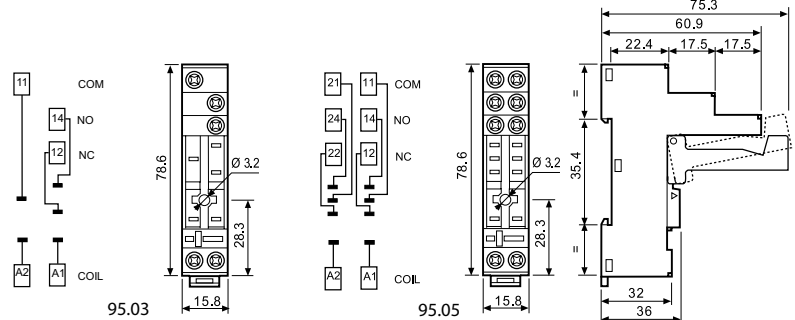 75.3
60.9
22.4 17.5 17.5
11 COM
14 NO
12 NC
78.6
Ø 3.2
28.3
A2 A1 COIL
95.03
15.8
21 11 COM
24 14 NO
22 12 NC
78.6
Ø 3.2
28.3
A2 A1 COIL
95.05
15.8
=
35.4
=
32
36